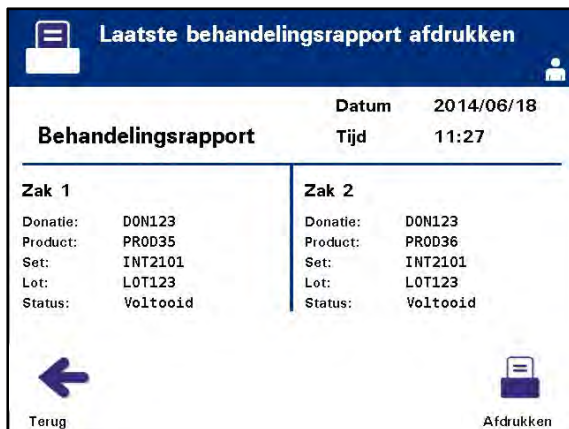 Laatste behandelingsrapport afdrukken
Datum 2014/06/18
Behandelingsrapport Tijd 11:27
Zak 1
Donatie: DON123
Product: PROD35
Set: INT2101
Lot: LOT123
Status: Voltooid
Zak 2
Donatie: DON123
Product: PROD36
Set: INT2101
Lot: LOT123
Status: Voltooid
Terug
Afdrukken